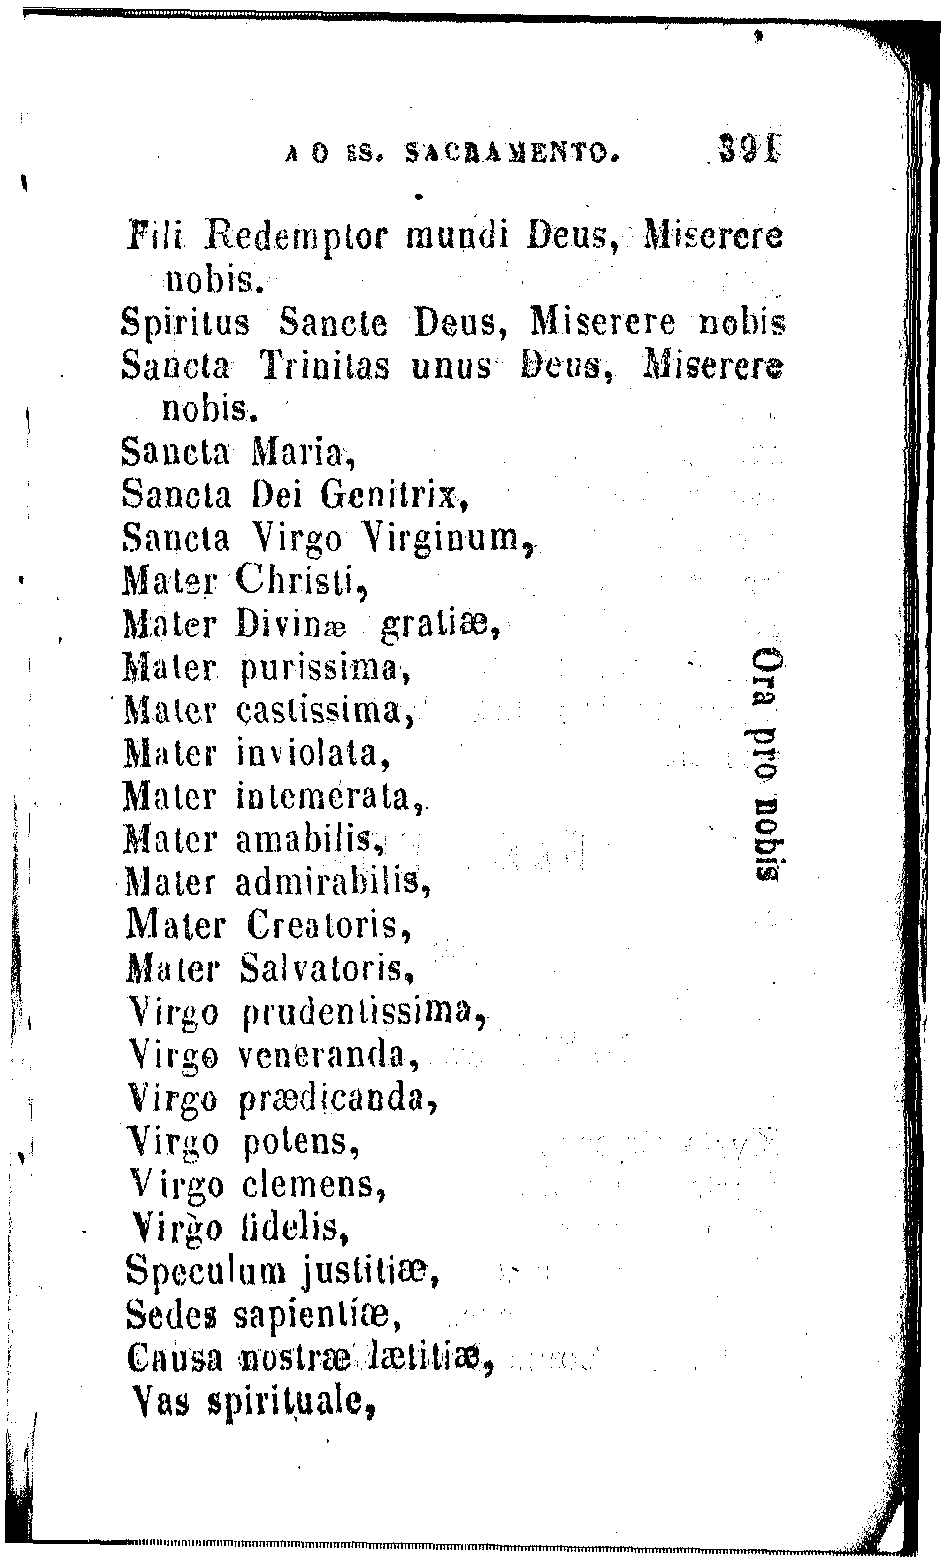 AO SS. SACRAMENTO. 391
Fili Redemptor mundi Deus, Miserere
nobis.
Spiritus Sancte Deus, Miserere nobis
Sancta Trinitas unus Deus, Miserere
nobis.
Sancta Maria,
Sancta Dei Genitrix,
Sancta Virgo Virginum,
Mater Christi,
Mater Divinæ gratiæ,
Mater purissima,
Mater castissima,
Mater inviolata,
Mater intemerata,
Mater amabilis,
Mater admirabilis,
Mater Creatoris,
Mater Salvatoris,
Virgo prudentissima,
Virgo veneranda,
Virgo prædicanda,
Virgo potens,
Virgo clemens,
Virgo fidelis,
Speculum justitiæ,
Sedes sapientiæ,
Causa nostræ lætitiæ,
Vas spirituale,
Ora pro nobis